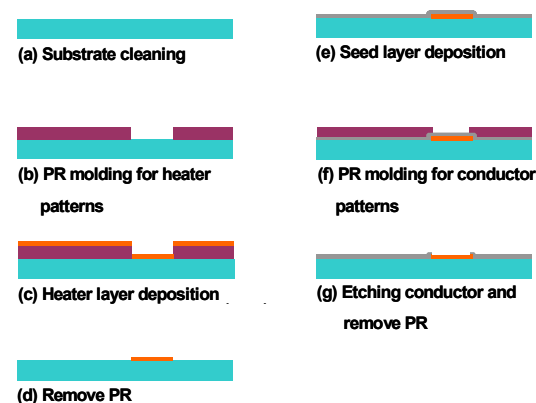 (a) Substrate cleaning
(b) PR molding for heater
patterns
(c) Heater layer deposition
(d) Remove PR
(e) Seed layer deposition
(f) PR molding for conductor
patterns
(g) Etching conductor and
remove PR